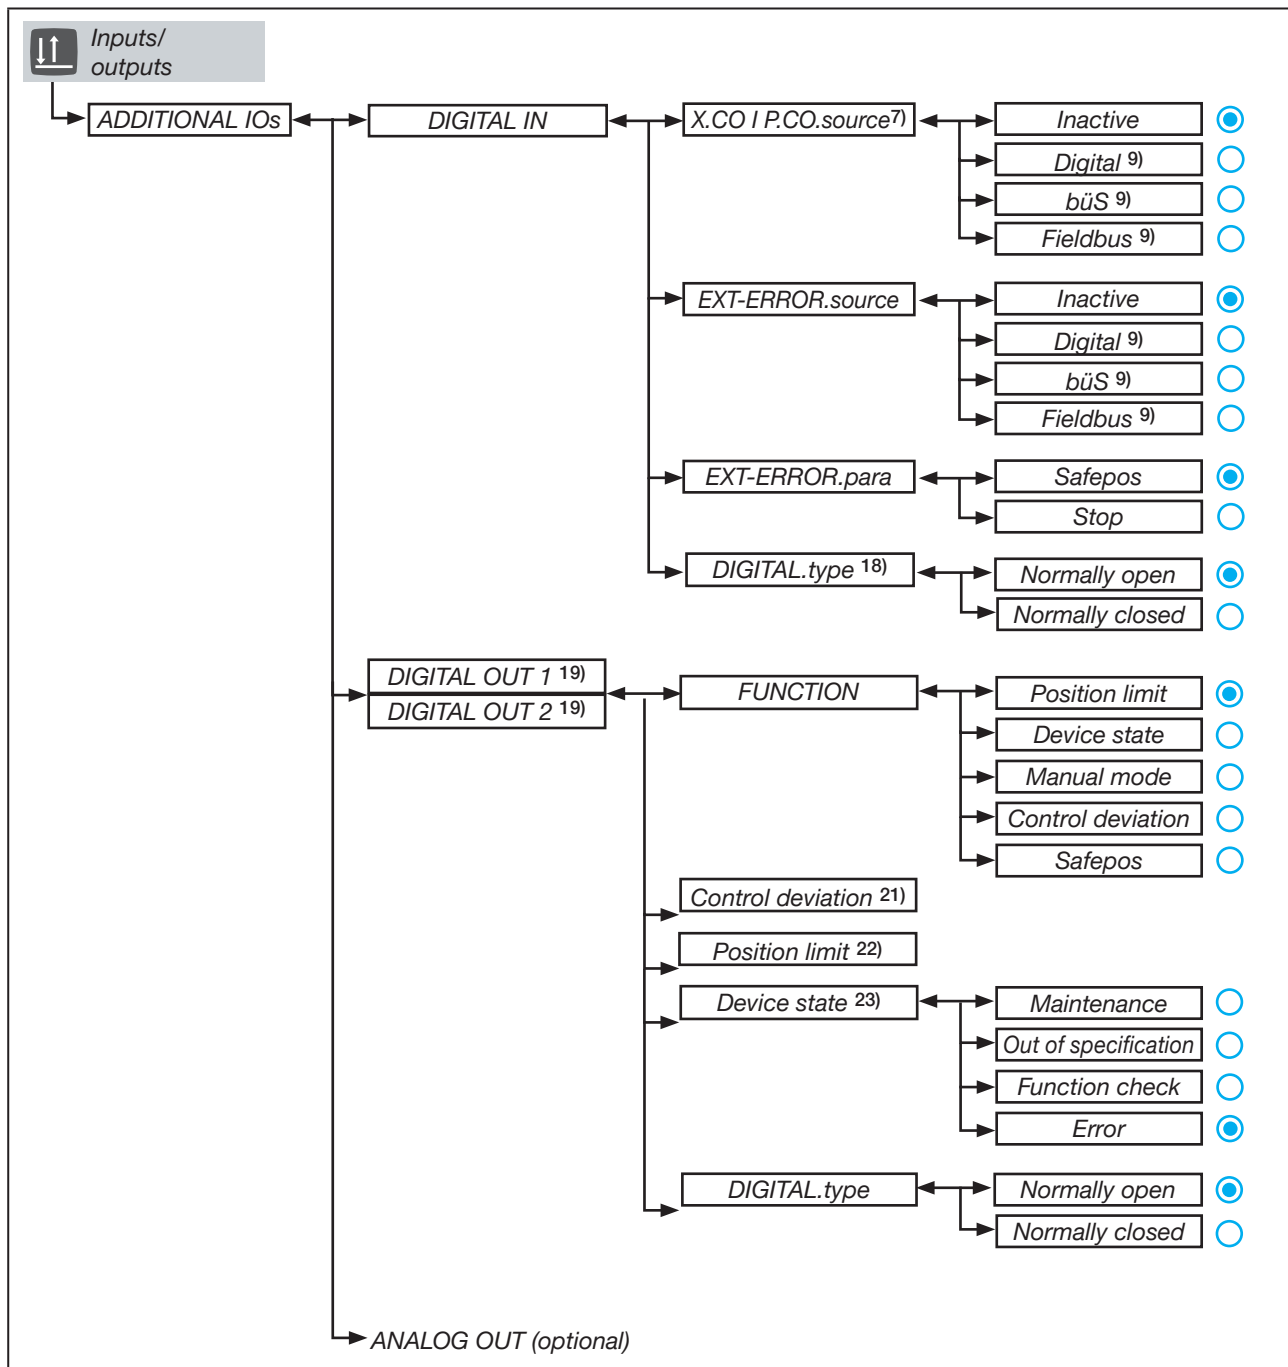 Inputs/
outputs
ADDITIONAL IOs
DIGITAL IN
X.CO I P.CO.source 7)
Inactive
Digital 9)
büS 9)
Fieldbus 9)
EXT-ERROR.source
Inactive
Digital 9)
büS 9)
Fieldbus 9)
EXT-ERROR.para
Safepos
Stop
DIGITAL.type 18)
Normally open
Normally closed
DIGITAL OUT 1 19)
DIGITAL OUT 2 19)
FUNCTION
Position limit
Device state
Manual mode
Control deviation
Safepos
Control deviation 21)
Position limit 22)
Device state 23)
Maintenance
Out of specification
Function check
Error
DIGITAL.type
Normally open
Normally closed
ANALOG OUT (optional)